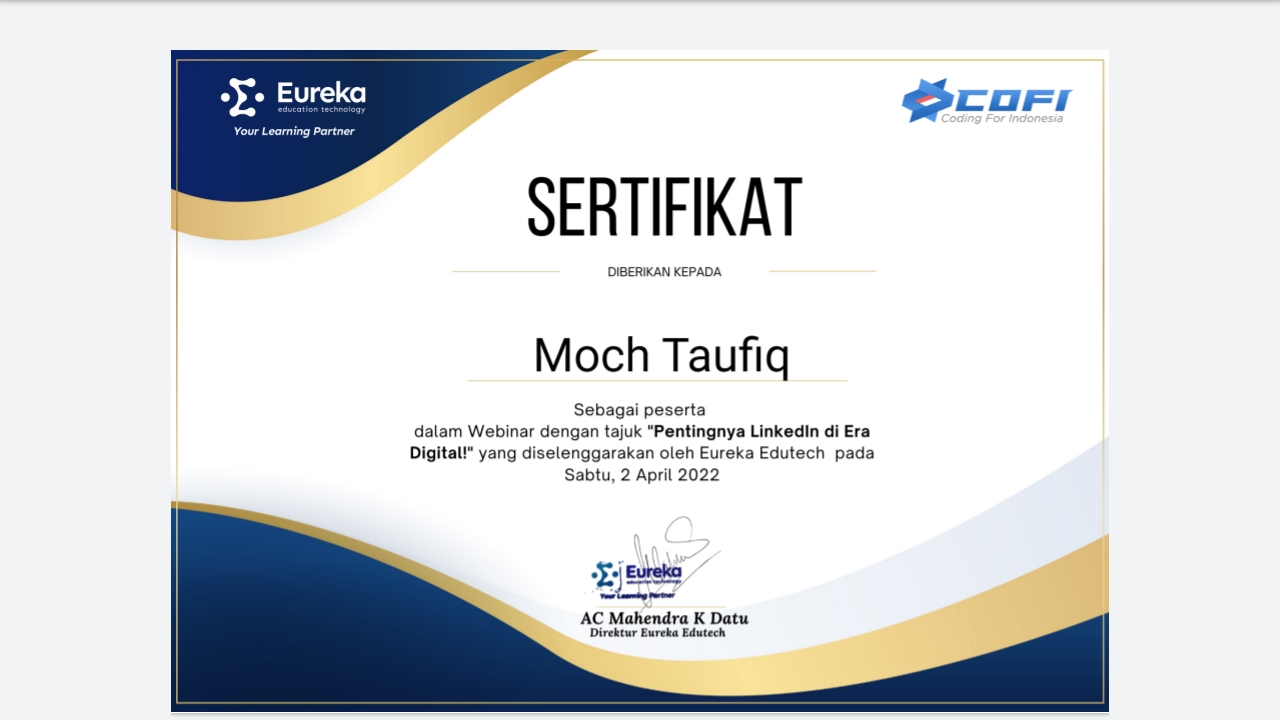 Eureka
education technology
Your Learning Partner
COFI
Coding For Indonesia
SERTIFIKAT
DIBERIKAN KEPADA
Moch Taufiq
Sebagai peserta
dalam Webinar dengan tajuk "Pentingnya LinkedIn di Era
Digital!" yang diselenggarakan oleh Eureka Edutech pada
Sabtu, 2 April 2022
Eureka
education technology
Your Learning Partner
AC Mahendra K Datu
Direktur Eureka Edutech